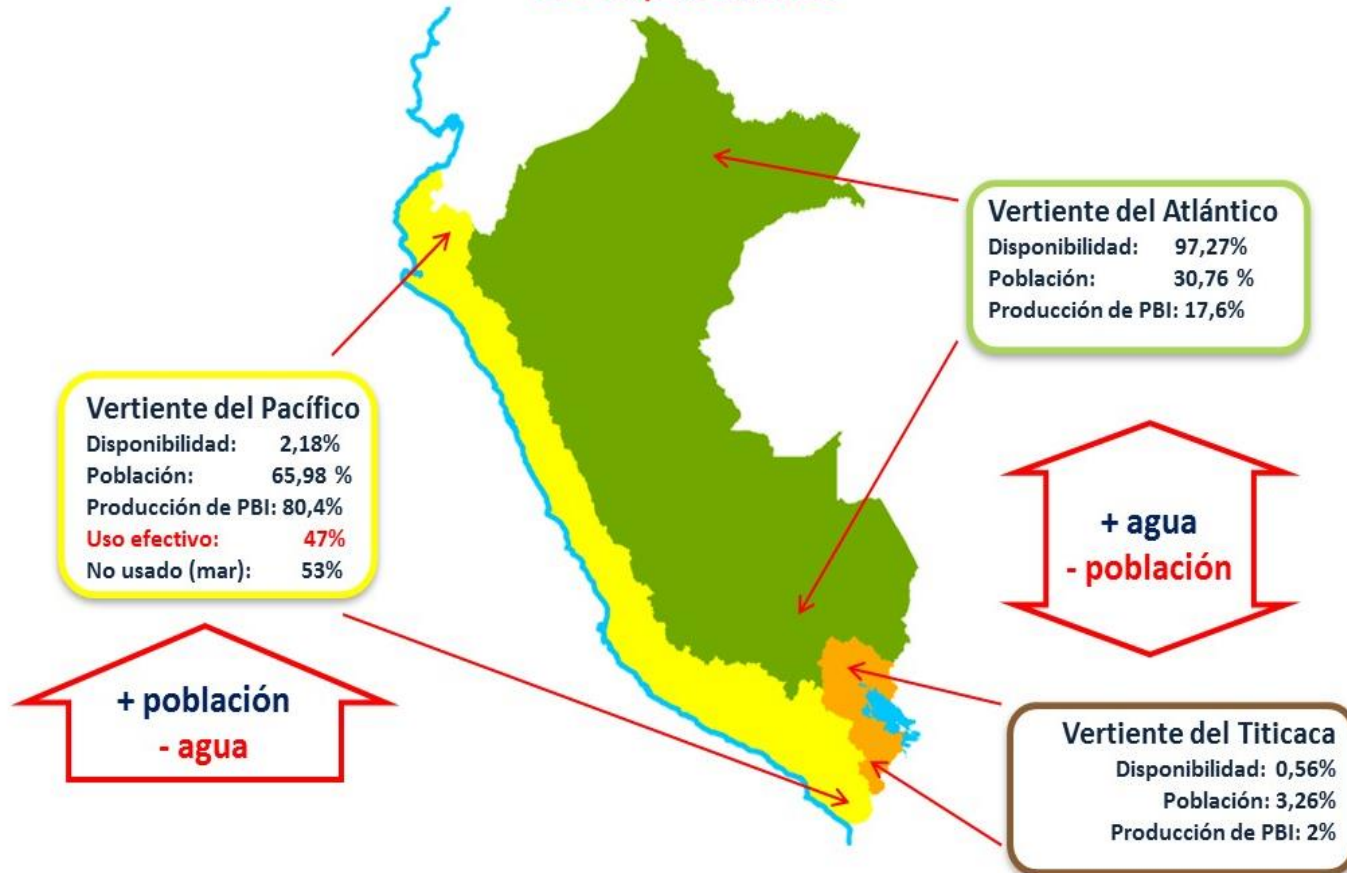 Vertiente del Atlántico
Disponibilidad: 97,27%
Población: 30,76 %
Producción de PBI: 17,6%
Vertiente del Pacífico
Disponibilidad: 2,18%
Población: 65,98 %
Producción de PBI: 80,4%
Uso efectivo: 47%
No usado (mar): 53%
+ agua
- población
+ población
- agua
Vertiente del Titicaca
Disponibilidad: 0,56%
Población: 3,26%
Producción de PBI: 2%